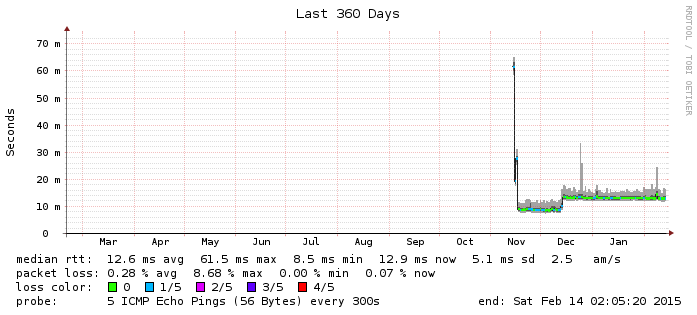 Last 360 Days
RRDTOOL / TOBI OETIKER
Seconds
70 m
60 m
50 m
40 m
30 m
20 m
10 m
0
Mar Apr May Jun Jul Aug Sep Oct Nov Dec Jan
median rtt: 12.6 ms avg 61.5 ms max 8.5 ms min 12.9 ms now 5.1 ms sd 2.5 am/s
packet loss: 0.28 % avg 8.68 % max 0.00 % min 0.07 % now
loss color: 0 1/5 2/5 3/5 4/5
probe: 5 ICMP Echo Pings (56 Bytes) every 300s end: Sat Feb 14 02:05:20 2015